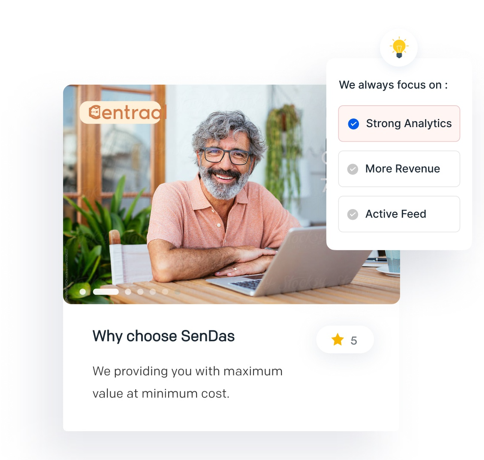 We always focus on :
Strong Analytics
More Revenue
Active Feed
Why choose SenDas
5
We providing you with maximum
value at minimum cost.